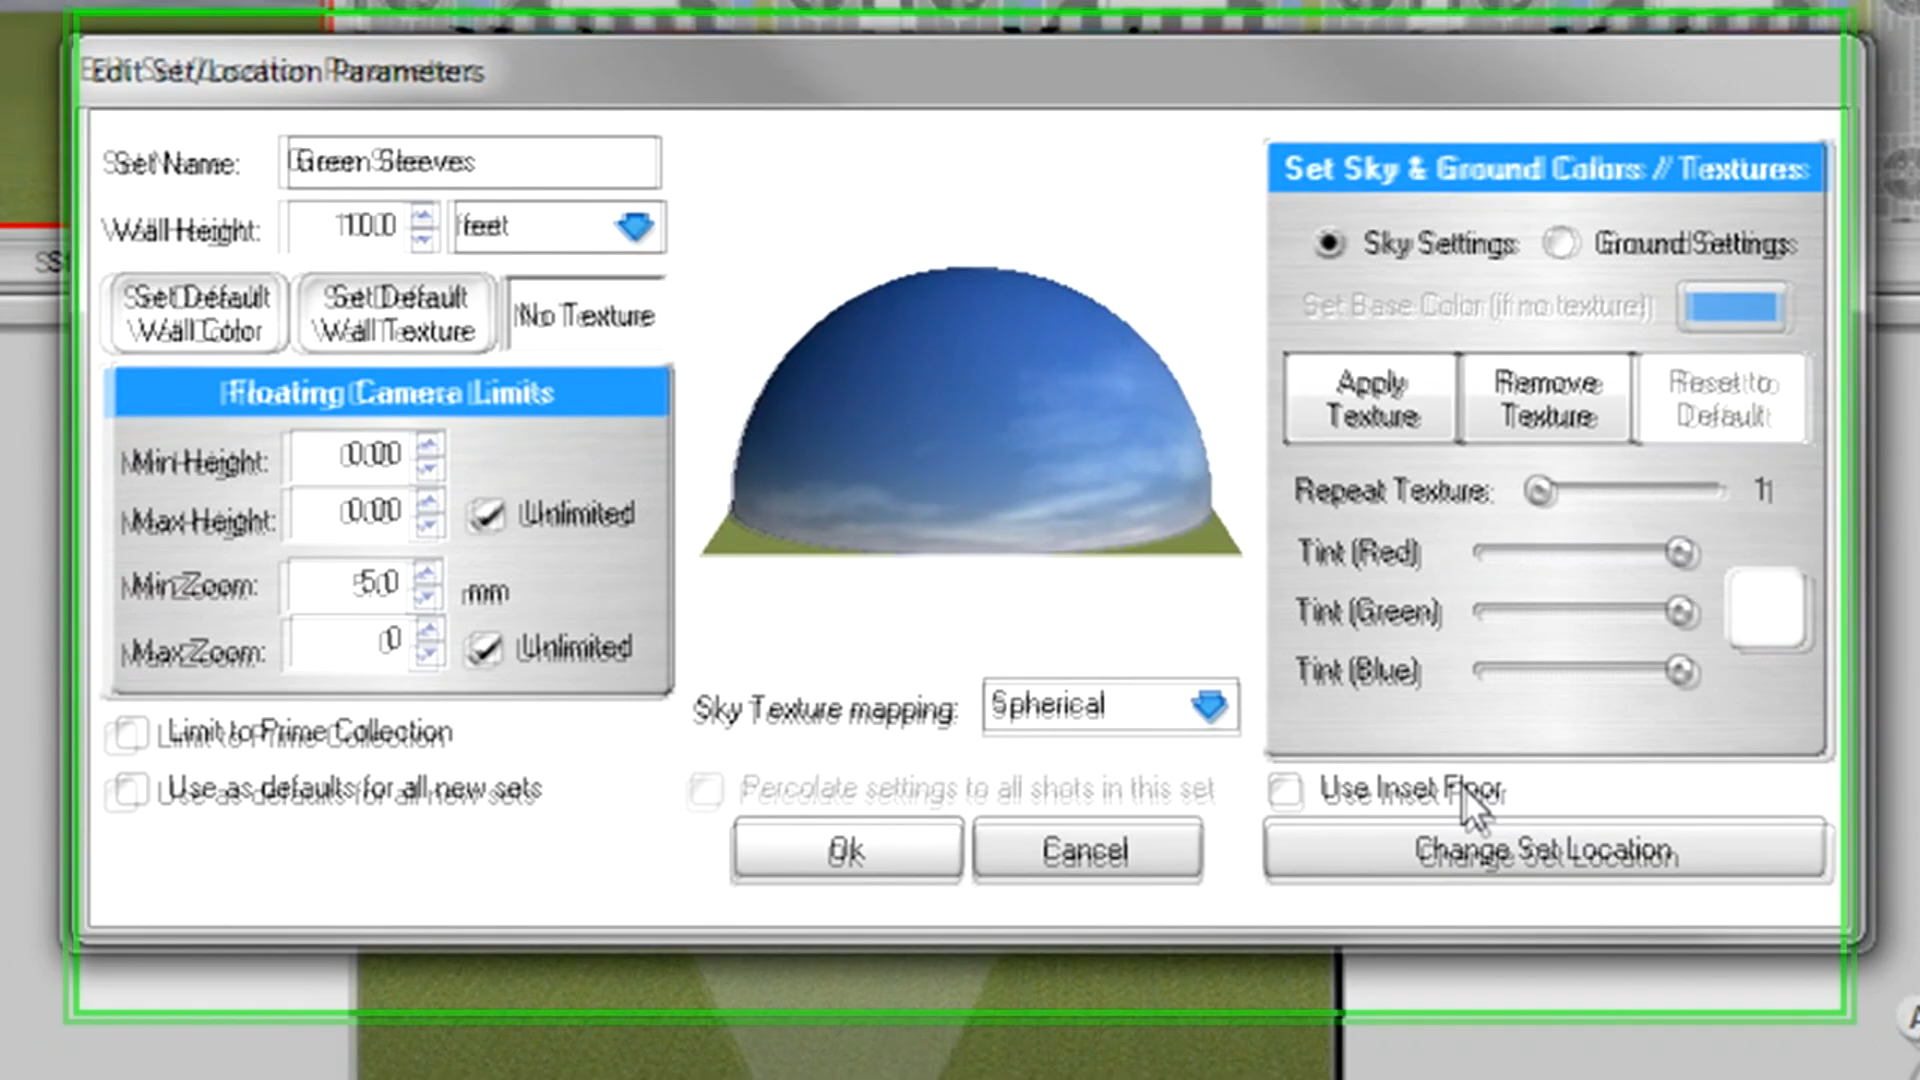 Edit Set/Location Parameters
Set Name: Green Sleeves
Wall Height: feet
Set Default Wall Color
Set Default Wall Texture
No Texture
Floating Camera Limits
Min Height: 0.00
Max Height: 0.00 Unlimited
Min Zoom: 5.0 mm
Max Zoom: 0 Unlimited
Limit to Prime Collection
Use as defaults for all new sets
Sky Texture mapping: Spherical
Percolate settings to all shots in this set
Ok
Cancel
Set Sky & Ground Colors / Textures
Sky Settings Ground Settings
Set Base Color (if no texture)
Apply Texture
Remove Texture
Reset to Default
Repeat Texture: 1
Tint (Red)
Tint (Green)
Tint (Blue)
Use Inset Floor
Change Set Location